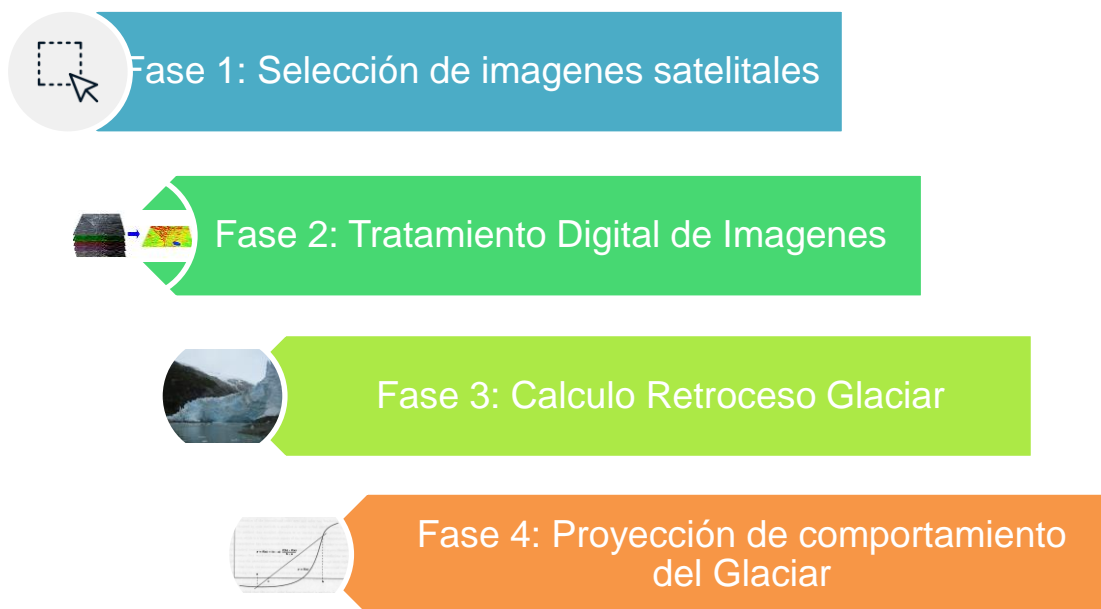 Fase 1: Selección de imagenes satelitales
Fase 2: Tratamiento Digital de Imagenes
Fase 3: Calculo Retroceso Glaciar
Fase 4: Proyección de comportamiento
del Glaciar